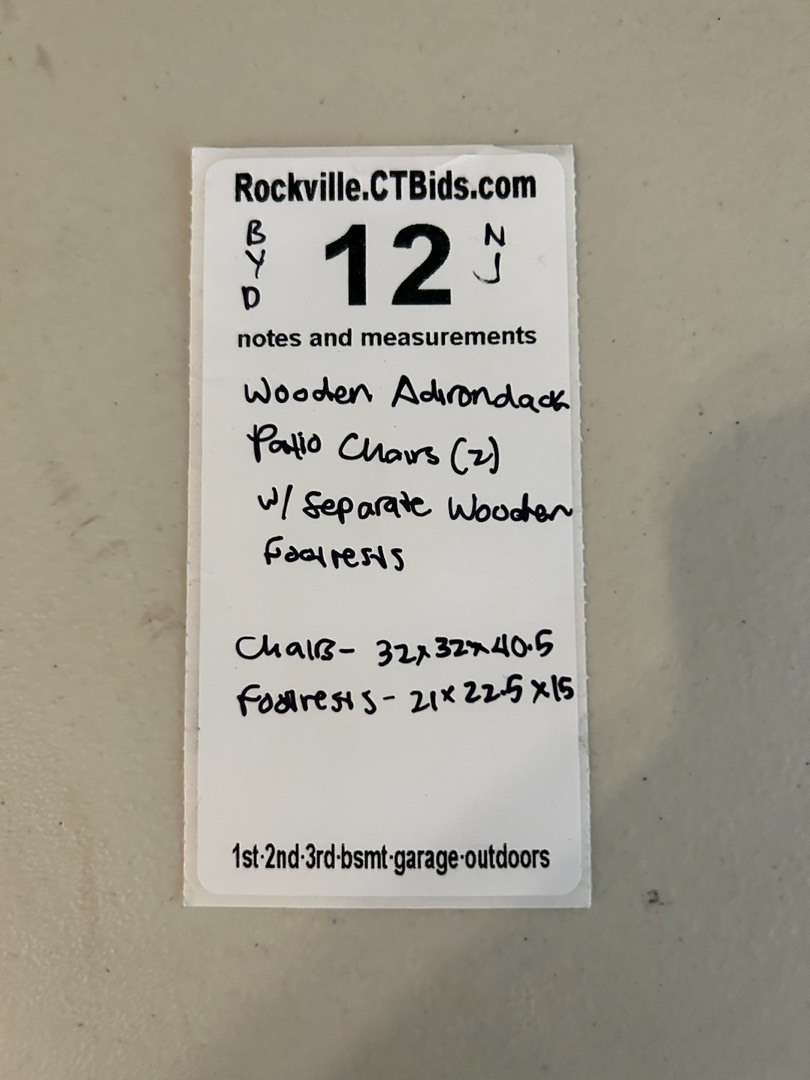 Rockville.CTBids.com
B
Y
D
12
N
J
notes and measurements
Wooden Adirondack
Patio Chairs (2)
w/ Separate Wooden
Footrests
Chairs- 32x32x40.5
Footrests- 21x22.5x15
1st·2nd·3rd·bsmt·garage·outdoors